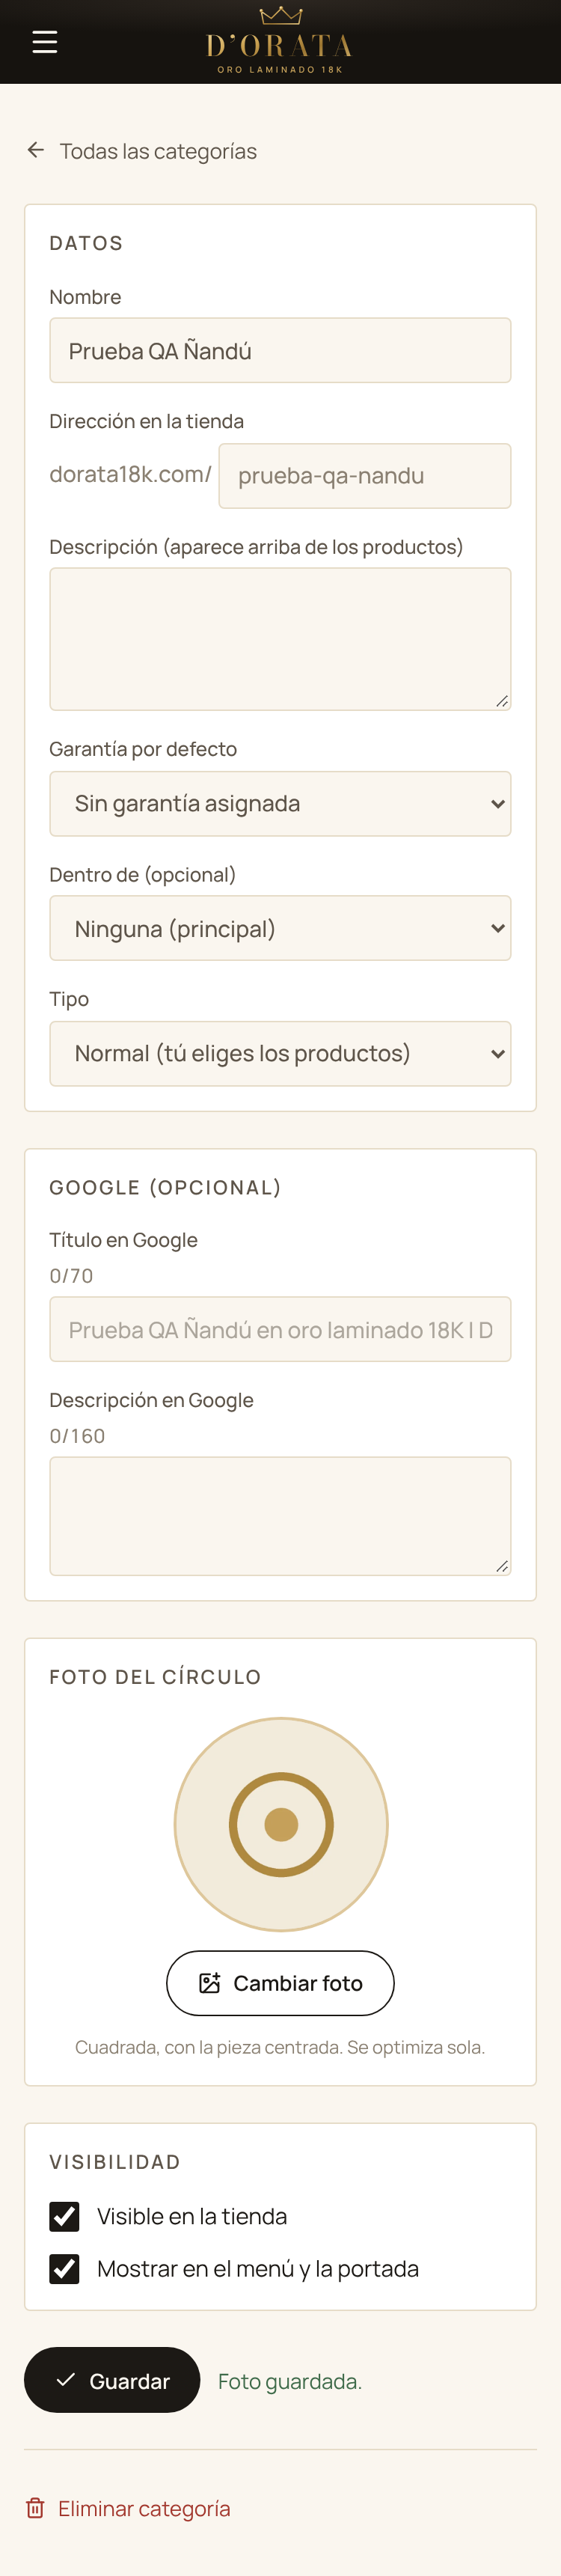 D'ORATA
ORO LAMINADO 18K
Todas las categorías
DATOS
Nombre
Prueba QA Ñandú
Dirección en la tienda
dorata18k.com/ prueba-qa-nandu
Descripción (aparece arriba de los productos)
Garantía por defecto
Sin garantía asignada
Dentro de (opcional)
Ninguna (principal)
Tipo
Normal (tú eliges los productos)
GOOGLE (OPCIONAL)
Título en Google
0/70
Prueba QA Ñandú en oro laminado 18K | D
Descripción en Google
0/160
FOTO DEL CÍRCULO
Cambiar foto
Cuadrada, con la pieza centrada. Se optimiza sola.
VISIBILIDAD
Visible en la tienda
Mostrar en el menú y la portada
Guardar Foto guardada.
Eliminar categoría